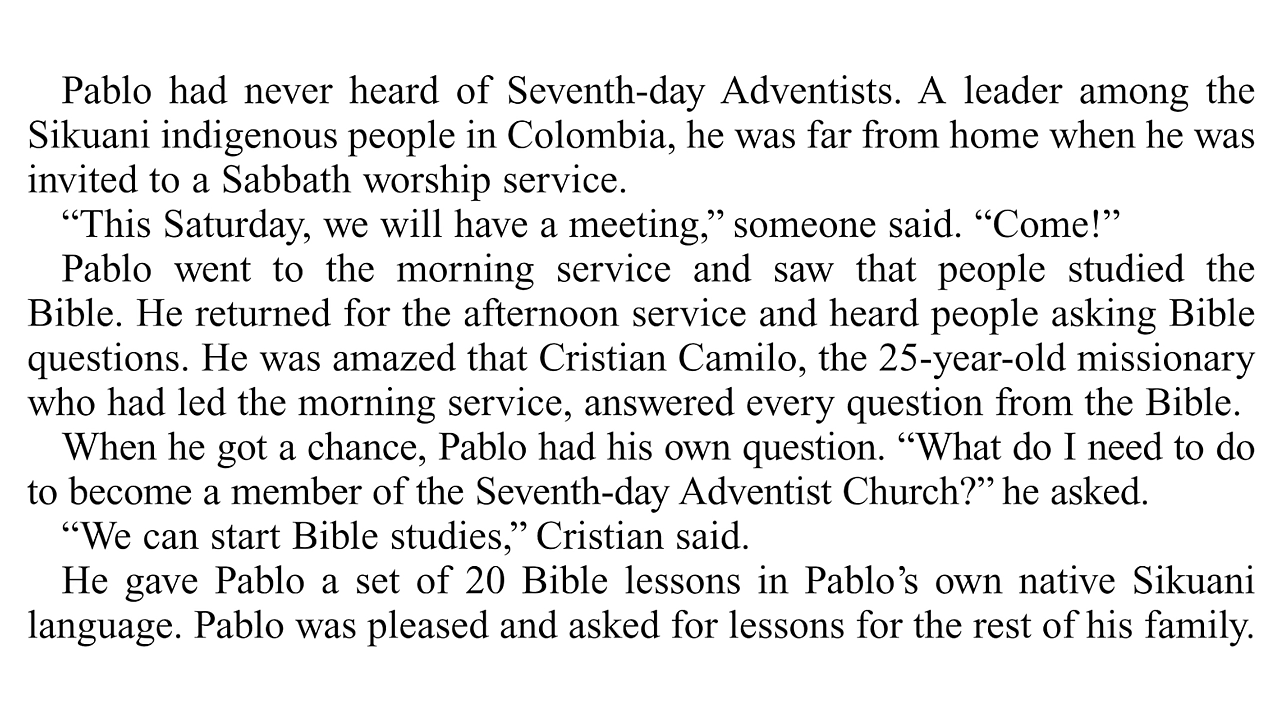 Pablo had never heard of Seventh-day Adventists. A leader among the
Sikuani indigenous people in Colombia, he was far from home when he was
invited to a Sabbath worship service.
“This Saturday, we will have a meeting,” someone said. “Come!”
Pablo went to the morning service and saw that people studied the
Bible. He returned for the afternoon service and heard people asking Bible
questions. He was amazed that Cristian Camilo, the 25-year-old missionary
who had led the morning service, answered every question from the Bible.
When he got a chance, Pablo had his own question. “What do I need to do
to become a member of the Seventh-day Adventist Church?” he asked.
“We can start Bible studies,” Cristian said.
He gave Pablo a set of 20 Bible lessons in Pablo’s own native Sikuani
language. Pablo was pleased and asked for lessons for the rest of his family.